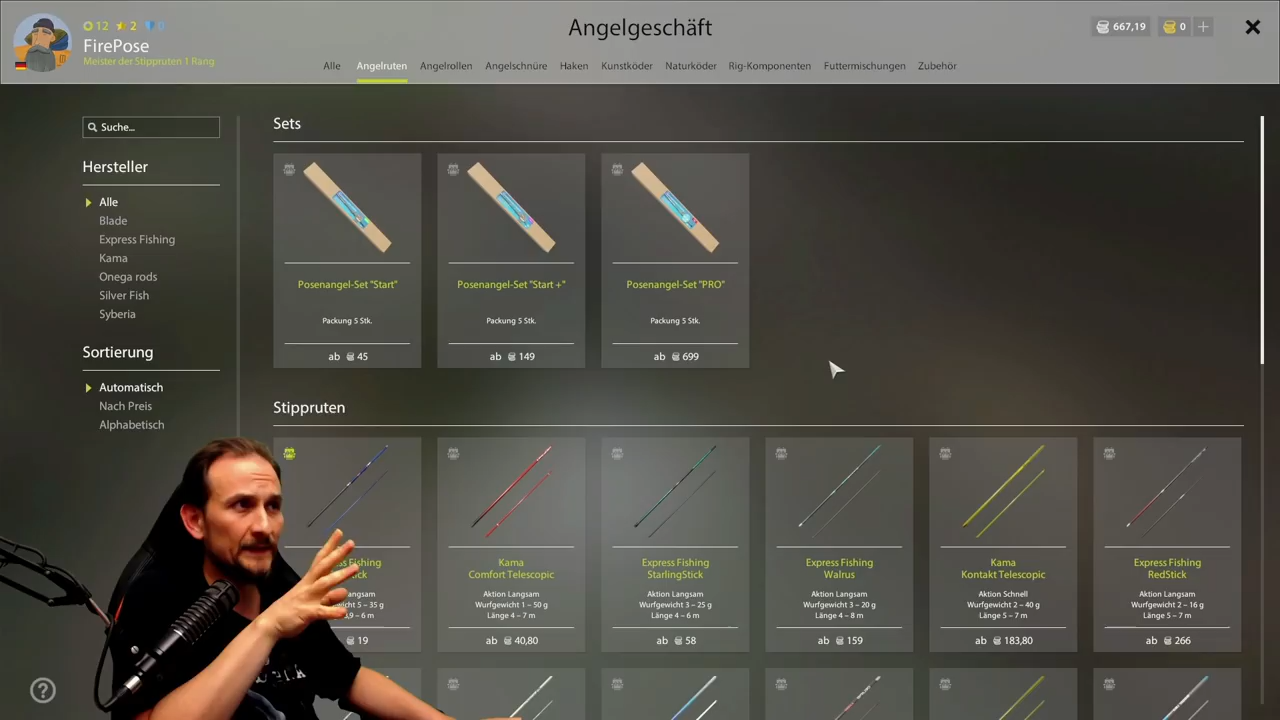 12 2 0
FirePose
Meister der Stippruten 1 Rang
Angelgeschäft
667,19 0
Alle Angelruten Angelrollen Angelschnüre Haken Kunstköder Naturköder Rig-Komponenten Futtermischungen Zubehör
Suche...
Hersteller
Alle
Blade
Express Fishing
Kama
Onega rods
Silver Fish
Syberia
Sortierung
Automatisch
Nach Preis
Alphabetisch
Sets
Posenangel-Set "Start"
Packung 5 Stk.
ab 45
Posenangel-Set "Start +"
Packung 5 Stk.
ab 149
Posenangel-Set "PRO"
Packung 5 Stk.
ab 699
Stippruten
Fishing
Aktion Langsam
Wurfgewicht 5 – 35 g
– 6 m
19
Kama
Comfort Telescopic
Aktion Langsam
Wurfgewicht 1 – 50 g
Länge 4 – 7 m
ab 40,80
Express Fishing
StarlingStick
Aktion Langsam
Wurfgewicht 3 – 25 g
Länge 4 – 6 m
ab 58
Express Fishing
Walrus
Aktion Langsam
Wurfgewicht 3 – 20 g
Länge 4 – 8 m
ab 159
Kama
Kontakt Telescopic
Aktion Schnell
Wurfgewicht 2 – 40 g
Länge 5 – 7 m
ab 183,80
Express Fishing
RedStick
Aktion Langsam
Wurfgewicht 2 – 16 g
Länge 5 – 7 m
ab 266
?